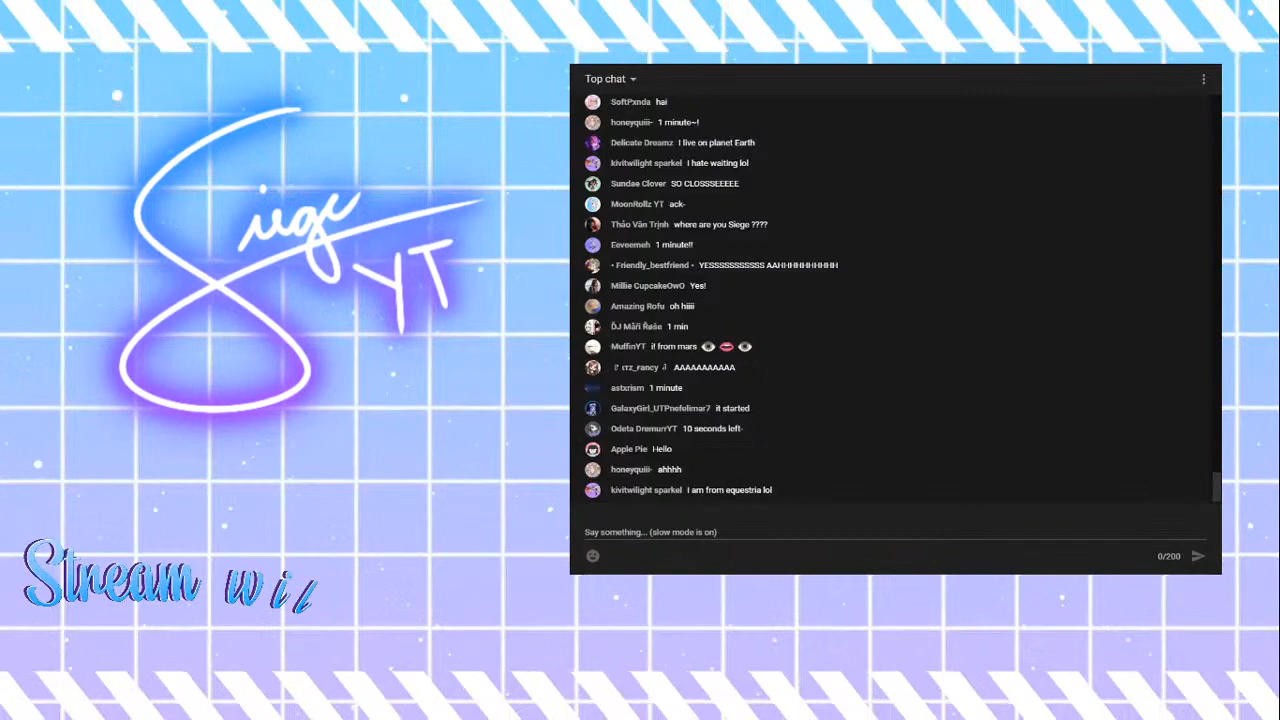 YT
Stream wil
Top chat
SoftPxnda hai
honeyquiii- 1 minute~!
Delicate Dreamz I live on planet Earth
kivitwilight sparkel I hate waiting lol
Sundae Clover SO CLOSSSEEEEE
MoonRollz YT ack-
Thảo Vân Trịnh where are you Siege ????
Eeveemeh 1 minute!!
• Friendly_bestfriend • YESSSSSSSSSSS AAHHHHHHHHHHH
Millie CupcakeOwO Yes!
Amazing Rofu oh hiiii
1 min
MuffinYT i! from mars 👁️ 👄 👁️
AAAAAAAAAAA
astxrism 1 minute
GalaxyGirl_UTPnefelimar7 it started
Odeta DremurrYT 10 seconds left-
Apple Pie Hello
honeyquiii- ahhhh
kivitwilight sparkel I am from equestria lol
Say something... (slow mode is on)
0/200